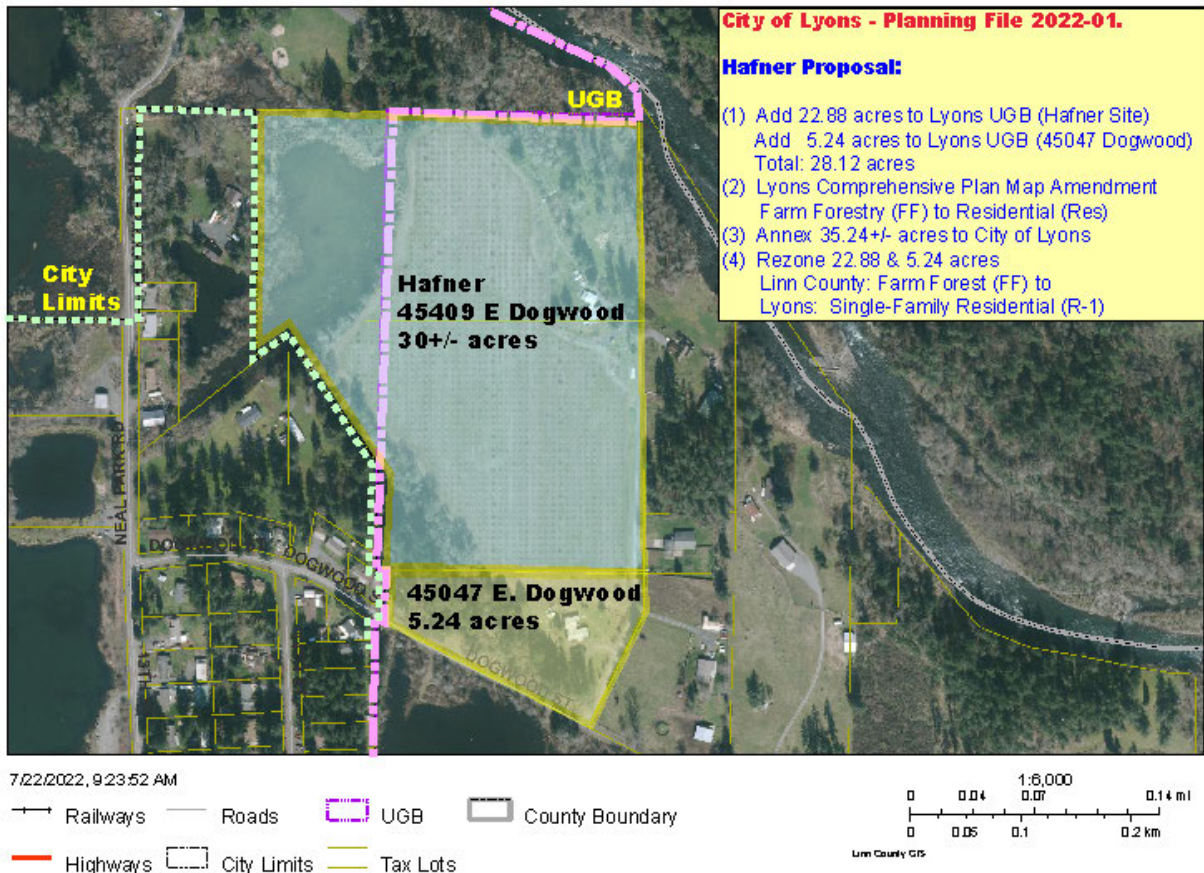 City of Lyons - Planning File 2022-01.
Hafner Proposal:
(1) Add 22.88 acres to Lyons UGB (Hafner Site)
Add 5.24 acres to Lyons UGB (45047 Dogwood)
Total: 28.12 acres
(2) Lyons Comprehensive Plan Map Amendment
Farm Forestry (FF) to Residential (Res)
(3) Annex 35.24+/- acres to City of Lyons
(4) Rezone 22.88 & 5.24 acres
Linn County: Farm Forest (FF) to
Lyons: Single-Family Residential (R-1)
UGB
City
Limits
Hafner
45409 E Dogwood
30+/- acres
NEAL PARK RD
DOGWOOD
45047 E. Dogwood
5.24 acres
DOGWOOD ST
7/22/2022, 9:23:52 AM
Railways
Roads
UGB
County Boundary
Highways
City Limits
Tax Lots
1:6,000
0 0.04 0.07 0.14 mi
0 0.05 0.1 0.2 km
Linn County GIS